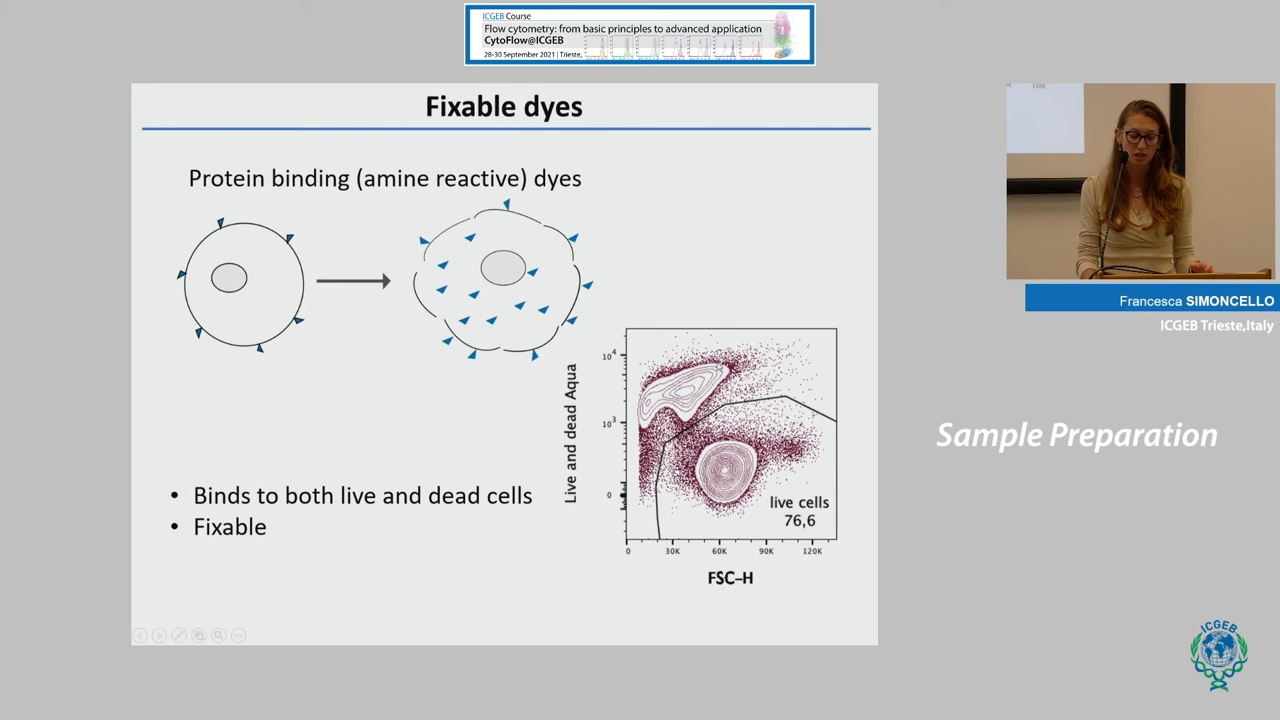 ICGEB Course
Flow cytometry: from basic principles to advanced application
CytoFlow@ICGEB
28-30 September 2021 | Trieste,
Fixable dyes
Protein binding (amine reactive) dyes
Live and dead Aqua
10⁴
10³
0
live cells
76,6
0 30K 60K 90K 120K
FSC-H
• Binds to both live and dead cells
• Fixable
120K
Francesca SIMONCELLO
ICGEB Trieste,Italy
Sample Preparation
ICGEB